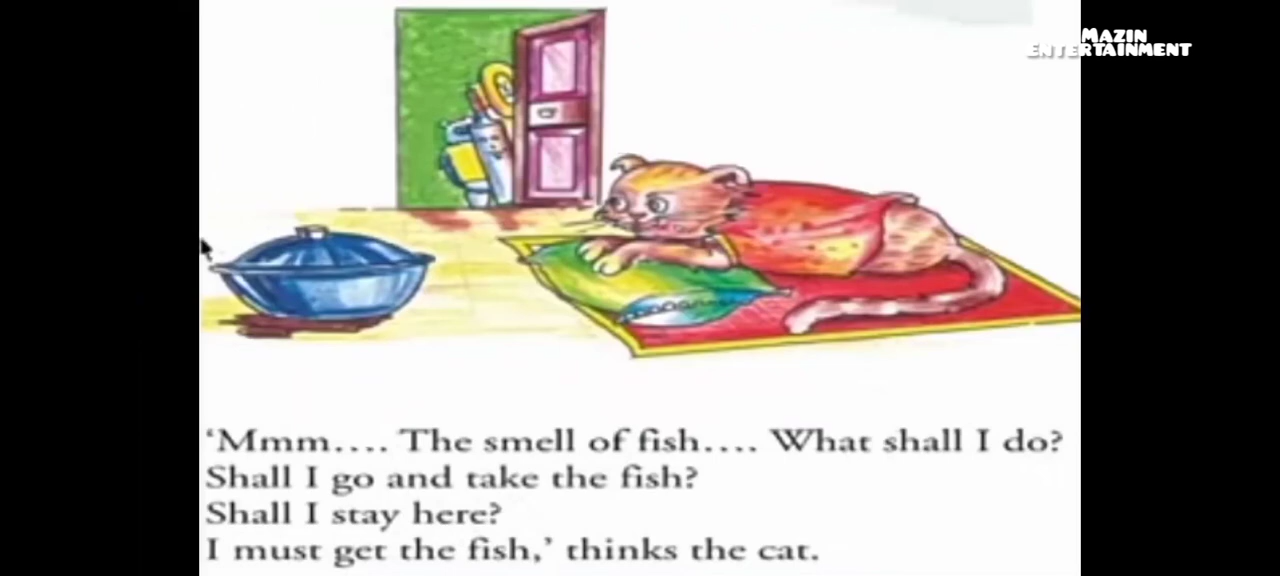 MAZIN
ENTERTAINMENT
‘Mmm.... The smell of fish.... What shall I do?
Shall I go and take the fish?
Shall I stay here?
I must get the fish,’ thinks the cat.